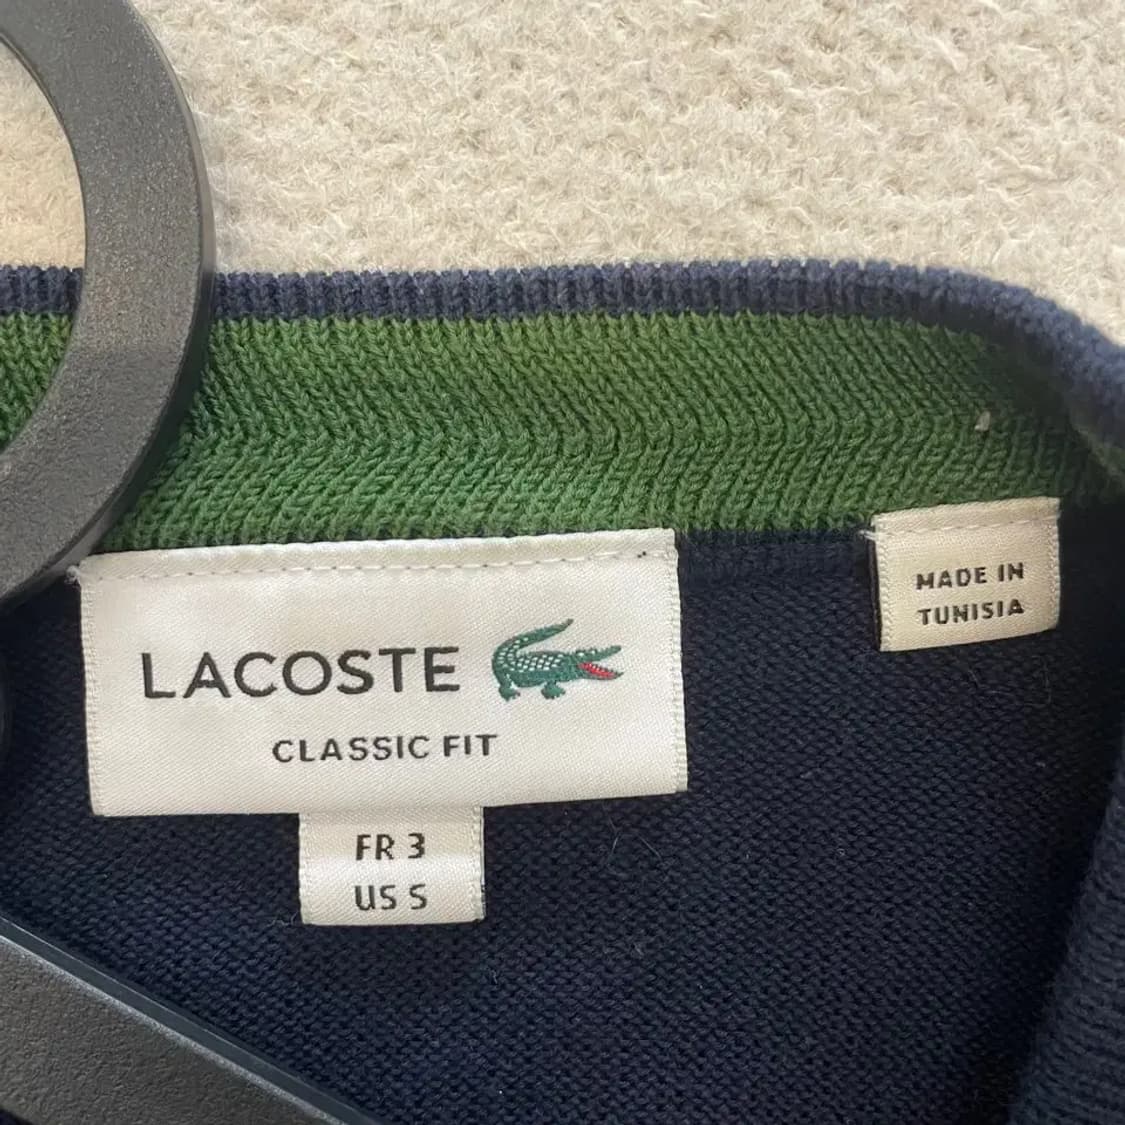 LACOSTE
CLASSIC FIT
FR 3
US S
MADE IN
TUNISIA